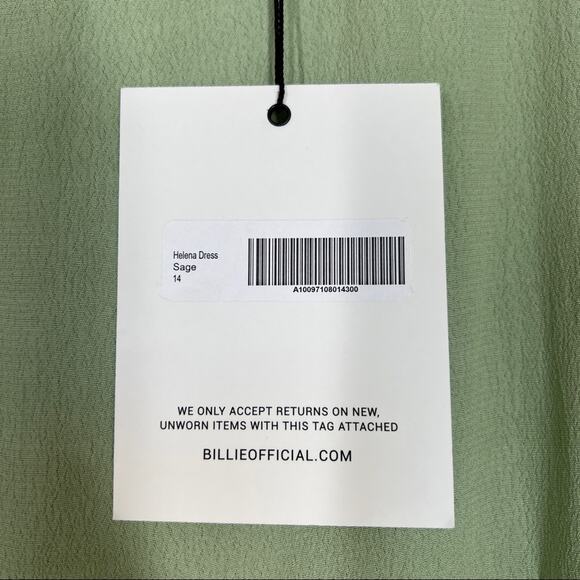 Helena Dress
Sage
14
A10097108014300
WE ONLY ACCEPT RETURNS ON NEW,
UNWORN ITEMS WITH THIS TAG ATTACHED
BILLIEOFFICIAL.COM